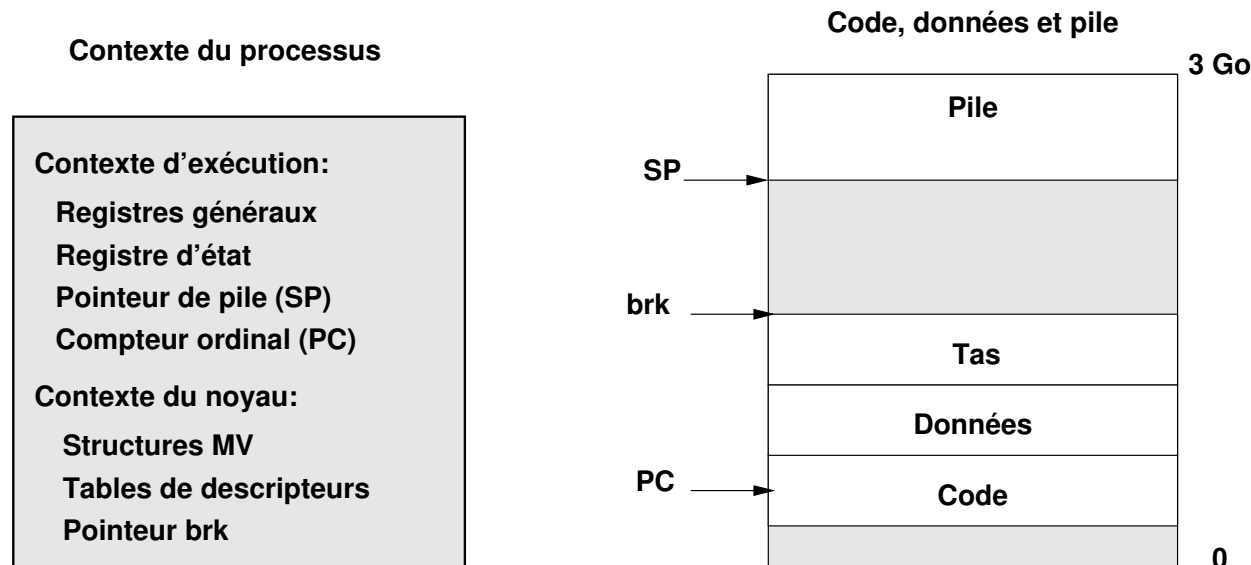 Contexte du processus
Contexte d'exécution:
Registres généraux
Registre d'état
Pointeur de pile (SP)
Compteur ordinal (PC)
Contexte du noyau:
Structures MV
Tables de descripteurs
Pointeur brk
Code, données et pile
3 Go
Pile
SP
brk
Tas
Données
PC
Code
0